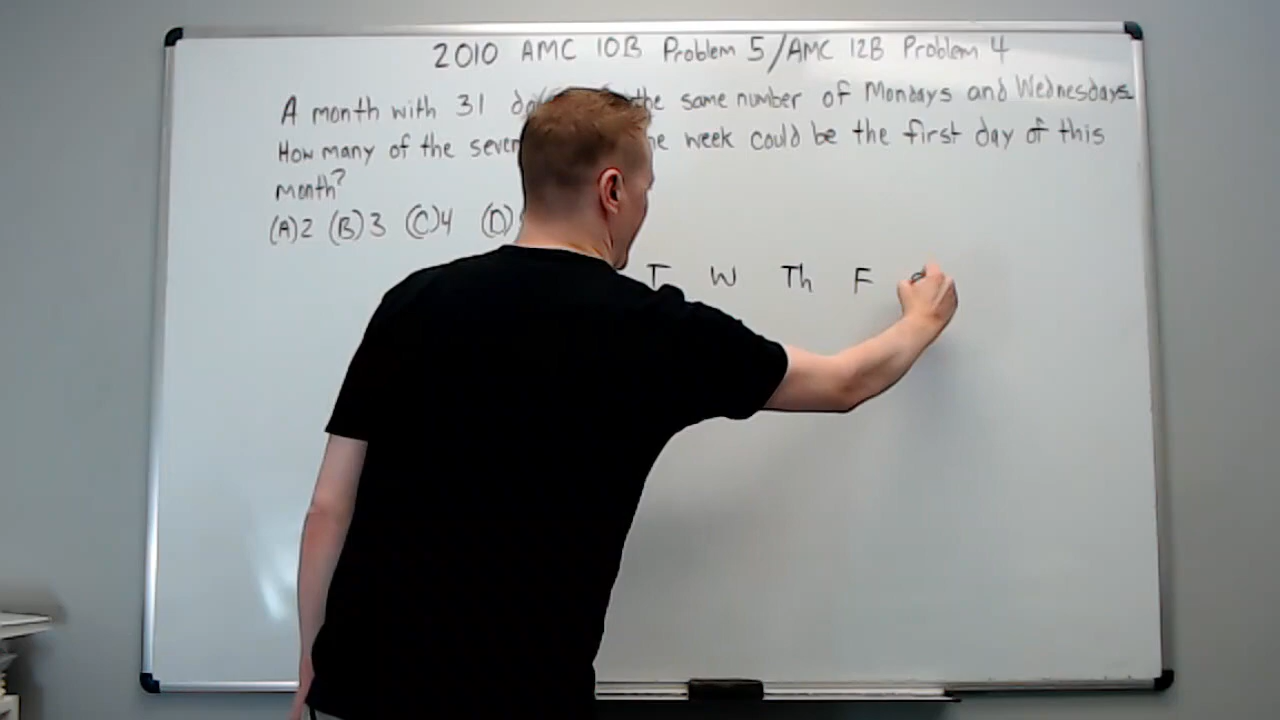 2010 AMC 10B Problem 5/AMC 12B Problem 4
A month with 31 the same number of Mondays and Wednesdays.
How many of the week could be the first day of this
month?
(A)2 (B)3 (C)4 (D)
T W Th F